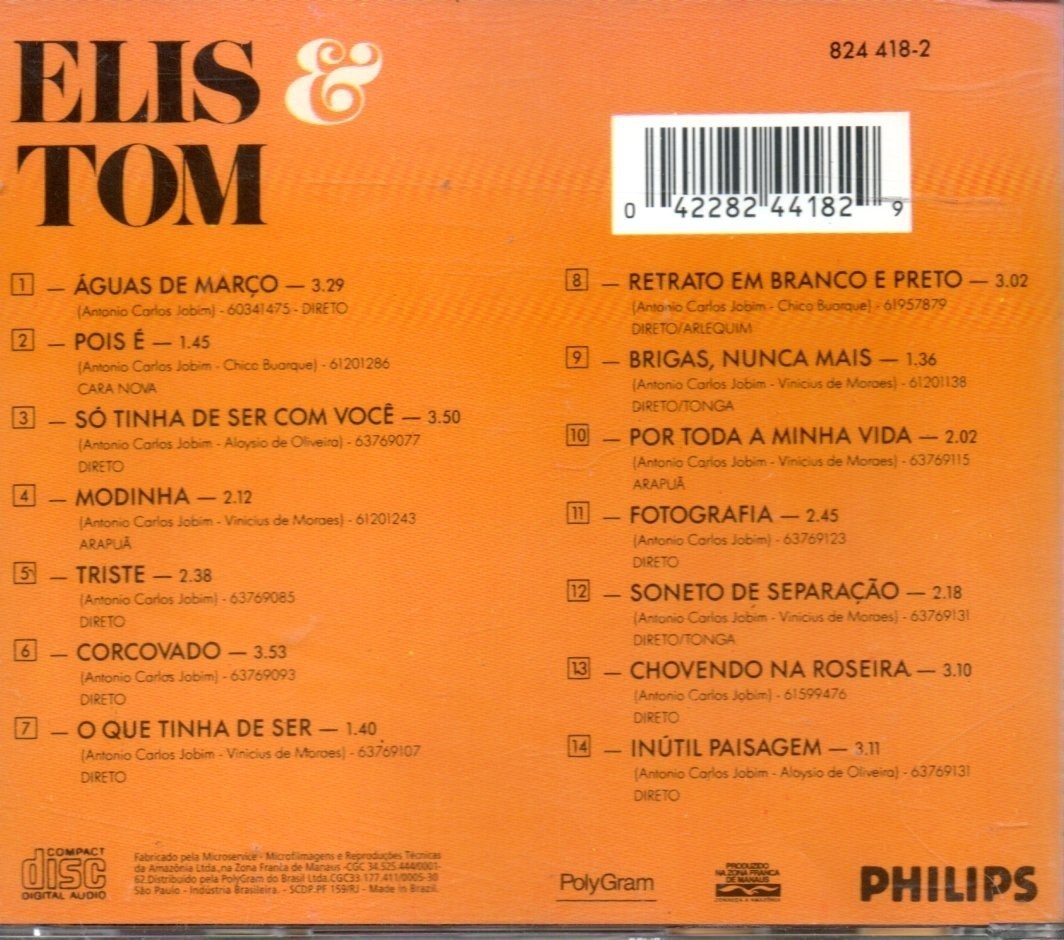 ELIS &
TOM
824 418-2
0 42282 44182 9
1 — ÁGUAS DE MARÇO — 3.29
(Antonio Carlos Jobim) - 60341475 - DIRETO
2 — POIS É — 1.45
(Antonio Carlos Jobim - Chico Buarque) - 61201286
CARA NOVA
3 — SÓ TINHA DE SER COM VOCÊ — 3.50
(Antonio Carlos Jobim - Aloysio de Oliveira) - 63769077
DIRETO
4 — MODINHA — 2.12
(Antonio Carlos Jobim - Vinicius de Moraes) - 61201243
ARAPUÃ
5 — TRISTE — 2.38
(Antonio Carlos Jobim) - 63769085
DIRETO
6 — CORCOVADO — 3.53
(Antonio Carlos Jobim) - 63769093
DIRETO
7 — O QUE TINHA DE SER — 1.40
(Antonio Carlos Jobim - Vinicius de Moraes) - 63769107
DIRETO
8 — RETRATO EM BRANCO E PRETO — 3.02
(Antonio Carlos Jobim - Chico Buarque) - 61957879
DIRETO/ARLEQUIM
9 — BRIGAS, NUNCA MAIS — 1.36
(Antonio Carlos Jobim - Vinicius de Moraes) - 61201138
DIRETO/TONGA
10 — POR TODA A MINHA VIDA — 2.02
(Antonio Carlos Jobim - Vinicius de Moraes) - 63769115
ARAPUÃ
11 — FOTOGRAFIA — 2.45
(Antonio Carlos Jobim) - 63769123
DIRETO
12 — SONETO DE SEPARAÇÃO — 2.18
(Antonio Carlos Jobim - Vinicius de Moraes) - 63769131
DIRETO/TONGA
13 — CHOVENDO NA ROSEIRA — 3.10
(Antonio Carlos Jobim) - 61599476
DIRETO
14 — INÚTIL PAISAGEM — 3.11
(Antonio Carlos Jobim - Aloysio de Oliveira) - 63769131
DIRETO
COMPACT
disc
DIGITAL AUDIO
Fabricado pela Microservice - Microfilmagens e Reproduções Técnicas
da Amazônia Ltda.,na Zona Franca de Manaus -CGC 34.525.444/0001-
62.Distribuido pela PolyGram do Brasil Ltda.CGC33.177.411/0005-30
São Paulo - Indústria Brasileira. - SCDP.PF 159/RJ - Made in Brazil.
PolyGram
PRODUZIDO
NA ZONA FRANCA
DE MANAUS
CONHEÇA A AMAZÔNIA
PHILIPS